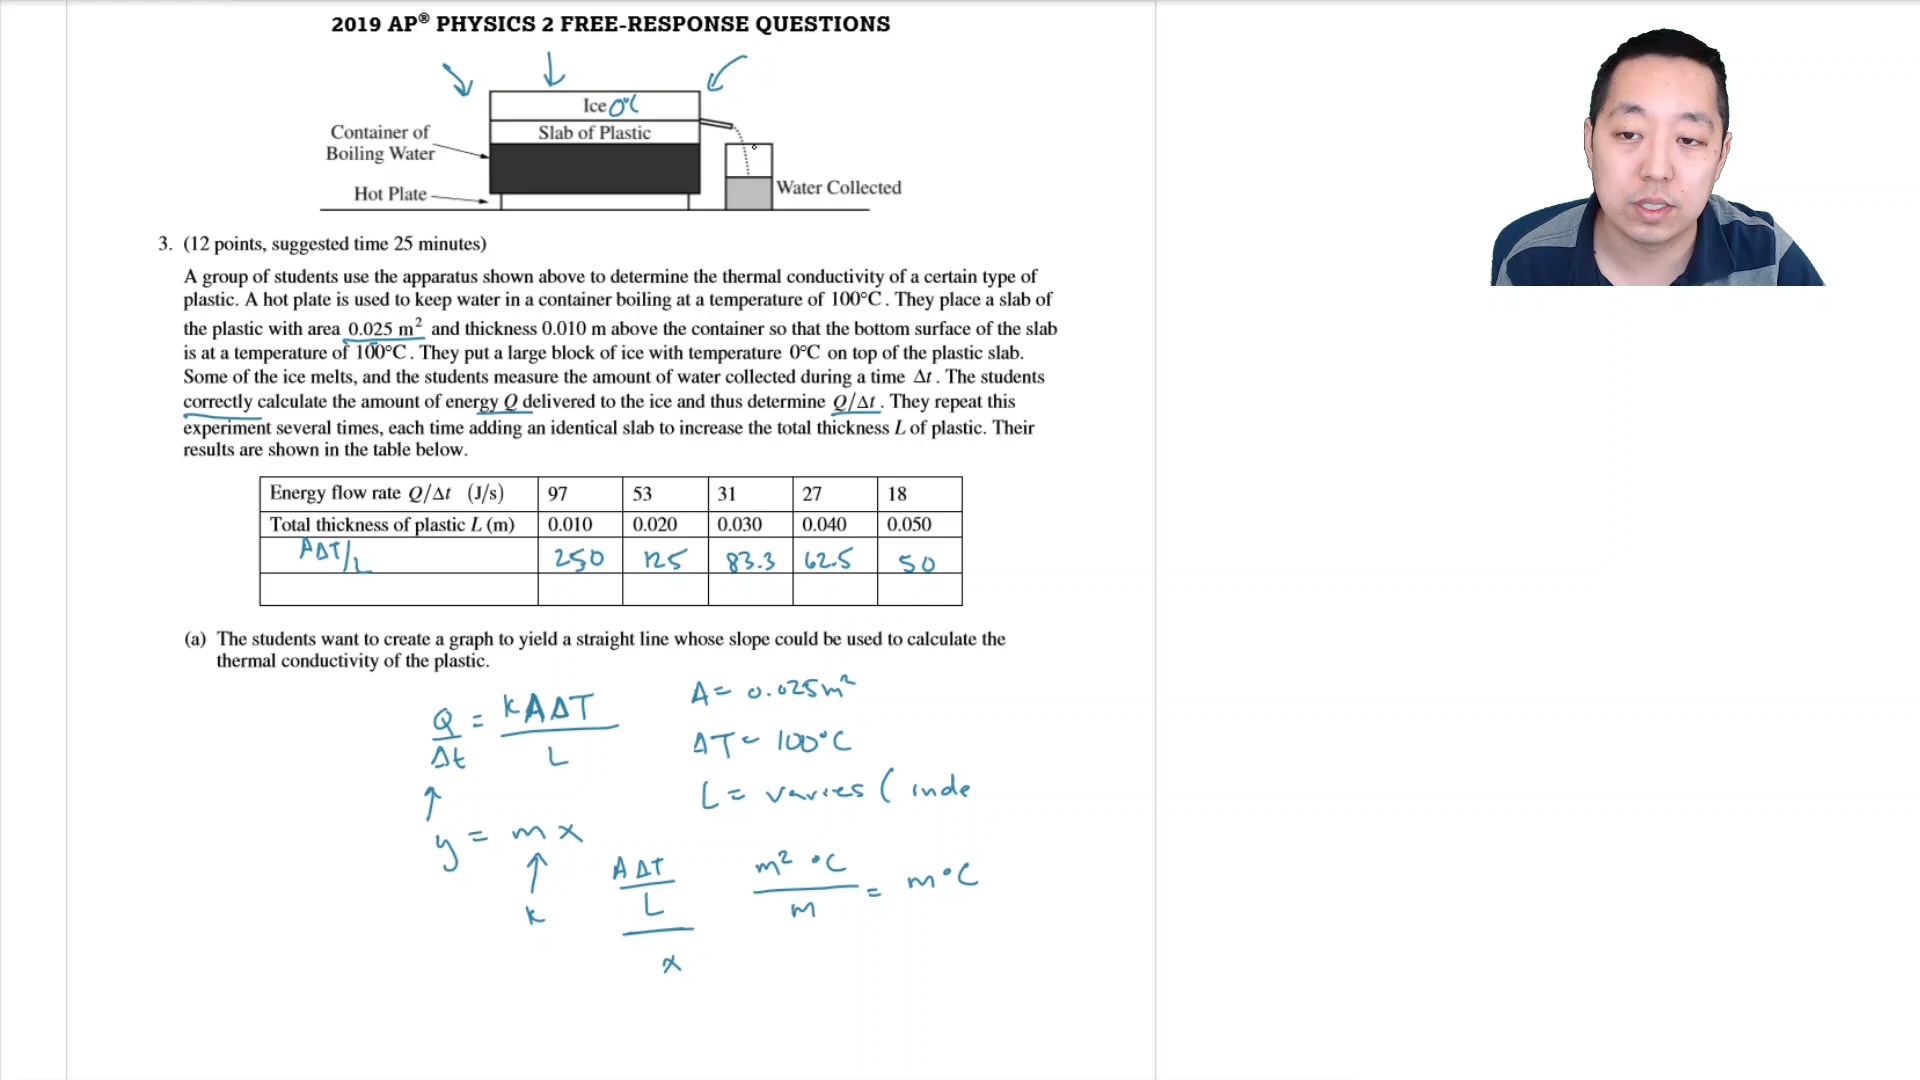 2019 AP® PHYSICS 2 FREE-RESPONSE QUESTIONS
Ice 0°C
Slab of Plastic
Container of
Boiling Water
Hot Plate
Water Collected
3. (12 points, suggested time 25 minutes)
A group of students use the apparatus shown above to determine the thermal conductivity of a certain type of
plastic. A hot plate is used to keep water in a container boiling at a temperature of 100°C. They place a slab of
the plastic with area 0.025 m² and thickness 0.010 m above the container so that the bottom surface of the slab
is at a temperature of 100°C. They put a large block of ice with temperature 0°C on top of the plastic slab.
Some of the ice melts, and the students measure the amount of water collected during a time Δt. The students
correctly calculate the amount of energy Q delivered to the ice and thus determine Q/Δt. They repeat this
experiment several times, each time adding an identical slab to increase the total thickness L of plastic. Their
results are shown in the table below.
Energy flow rate Q/Δt (J/s) 97 53 31 27 18
Total thickness of plastic L (m) 0.010 0.020 0.030 0.040 0.050
AΔT/L 250 125 83.3 62.5 50
(a) The students want to create a graph to yield a straight line whose slope could be used to calculate the
thermal conductivity of the plastic.
Q/Δt = kAΔT/L
A = 0.025m²
ΔT = 100°C
L = varies ( inde
y = mx
k
AΔT/L
x
m² °C/m = m°C